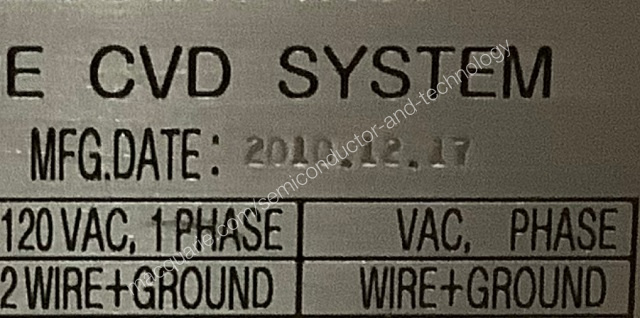 E CVD SYSTEM
MFG.DATE: 2010.12.17
120 VAC, 1 PHASE VAC, PHASE
2 WIRE+GROUND WIRE+GROUND
macquarie.com/semiconductor-and-technology